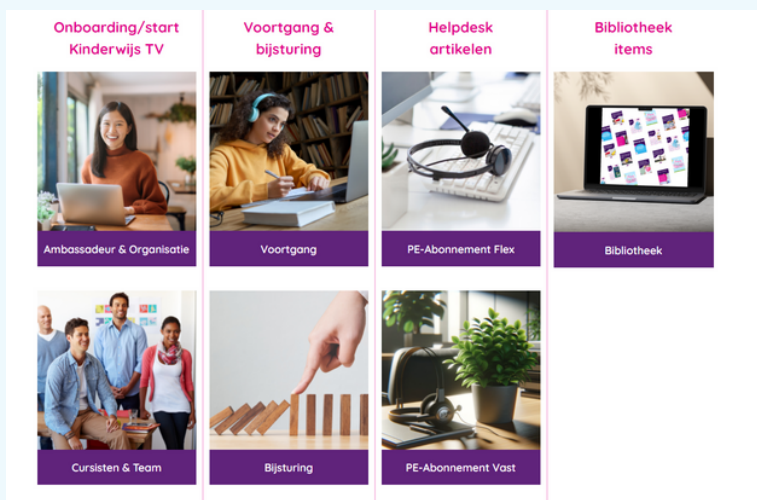 Onboarding/start
Kinderwijs TV
Voortgang &
bijsturing
Helpdesk
artikelen
Bibliotheek
items
Ambassadeur & Organisatie
Voortgang
PE-Abonnement Flex
Bibliotheek
Cursisten & Team
Bijsturing
PE-Abonnement Vast